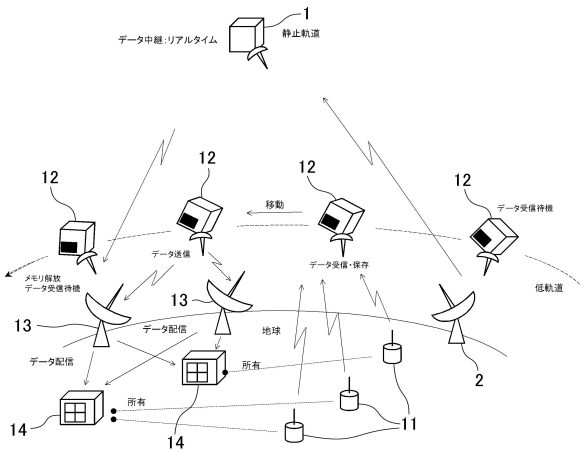 1
データ中継：リアルタイム
静止軌道
12
12
12
12
データ受信待機
移動
データ送信
データ受信・保存
メモリ解放
データ受信待機
低軌道
13
13
データ配信
地球
データ配信
所有
2
所有
14
14
11